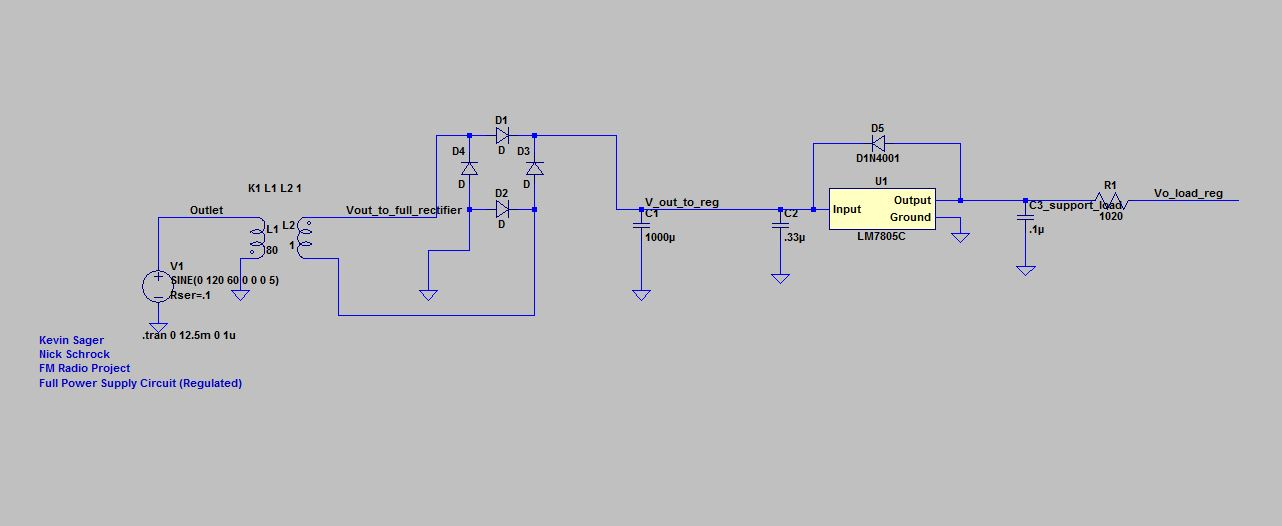 D1
D5
D4
D3
D
D1N4001
D
D
U1
K1 L1 L2 1
D2
R1
Vo_load_reg
Outlet
Vout_to_full_rectifier
V_out_to_reg
Input
Output
C3_support_load
C1
C2
Ground
1020
L1
L2
D
1
80
1000µ
.33µ
LM7805C
.1µ
V1
SINE(0 120 60 0 0 0 5)
Rser=.1
.tran 0 12.5m 0 1u
Kevin Sager
Nick Schrock
FM Radio Project
Full Power Supply Circuit (Regulated)